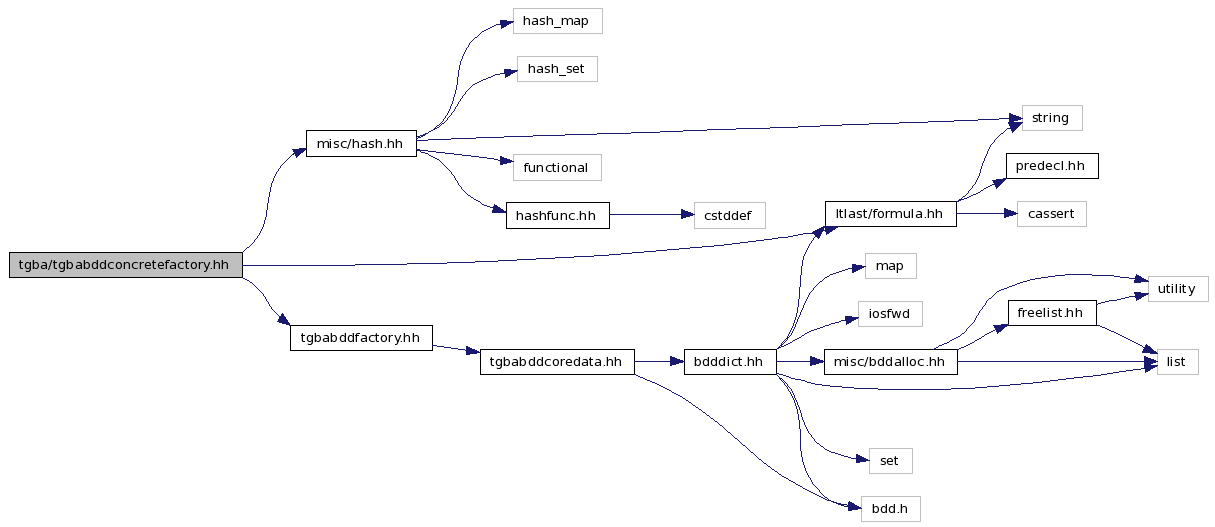 hash_map
hash_set
string
misc/hash.hh
functional
predecl.hh
hashfunc.hh
cstddef
ltlast/formula.hh
cassert
tgba/tgbabddconcretefactory.hh
map
utility
iosfwd
freelist.hh
tgbabddfactory.hh
tgbabddcoredata.hh
bdddict.hh
misc/bddalloc.hh
list
set
bdd.h